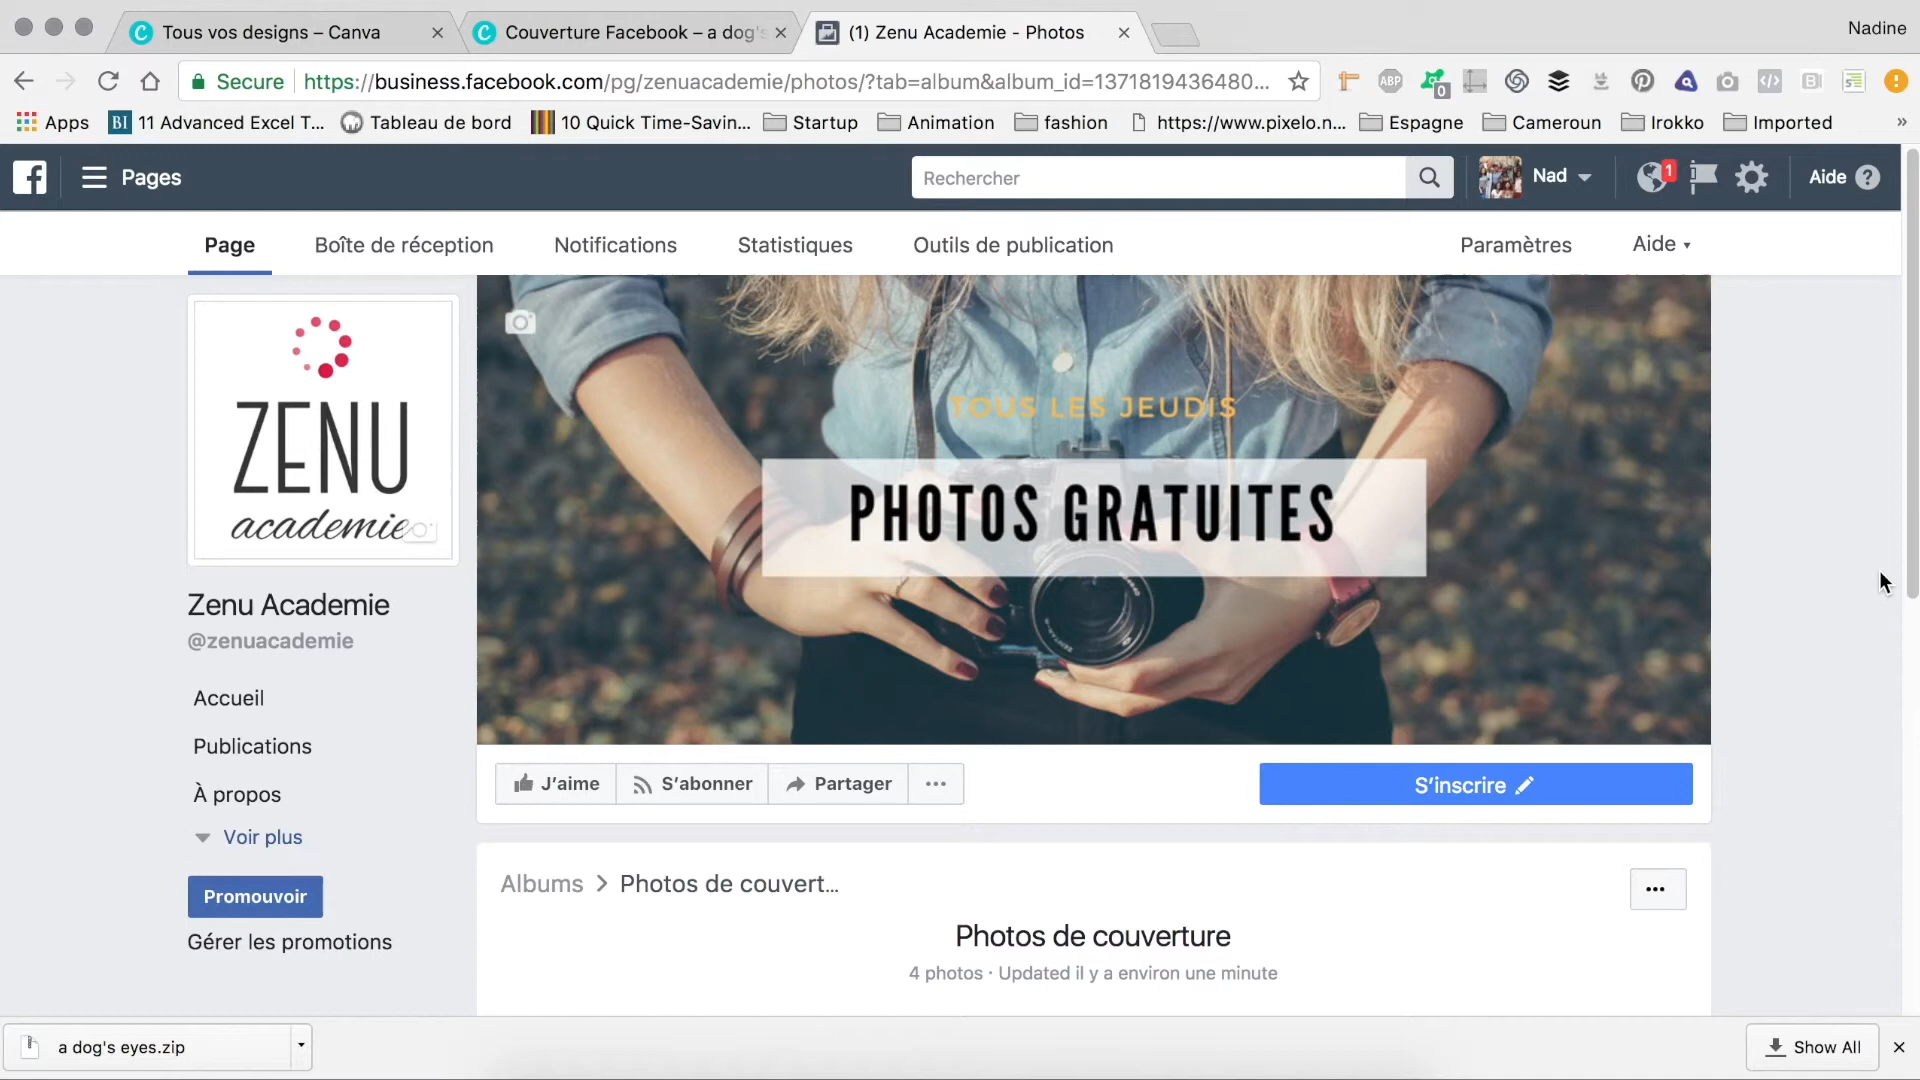 Tous vos designs – Canva
Couverture Facebook – a dog's
(1) Zenu Academie - Photos
Nadine
Secure
https://business.facebook.com/pg/zenuacademie/photos/?tab=album&album_id=1371819436480...
ABP
0
Apps
BI 11 Advanced Excel T...
Tableau de bord
10 Quick Time-Savin...
Startup
Animation
fashion
https://www.pixelo.n...
Espagne
Cameroun
Irokko
Imported
»
Pages
Rechercher
Nad
1
Aide
Page
Boîte de réception
Notifications
Statistiques
Outils de publication
Paramètres
Aide
TOUS LES JEUDIS
PHOTOS GRATUITES
ZENU
academie
Zenu Academie
@zenuacademie
Accueil
Publications
À propos
Voir plus
Promouvoir
Gérer les promotions
J'aime
S'abonner
Partager
...
S'inscrire
Albums > Photos de couvert...
...
Photos de couverture
4 photos · Updated il y a environ une minute
a dog's eyes.zip
Show All